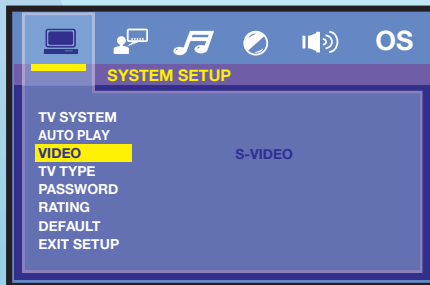 OS
SYSTEM SETUP
TV SYSTEM
AUTO PLAY
VIDEO S-VIDEO
TV TYPE
PASSWORD
RATING
DEFAULT
EXIT SETUP